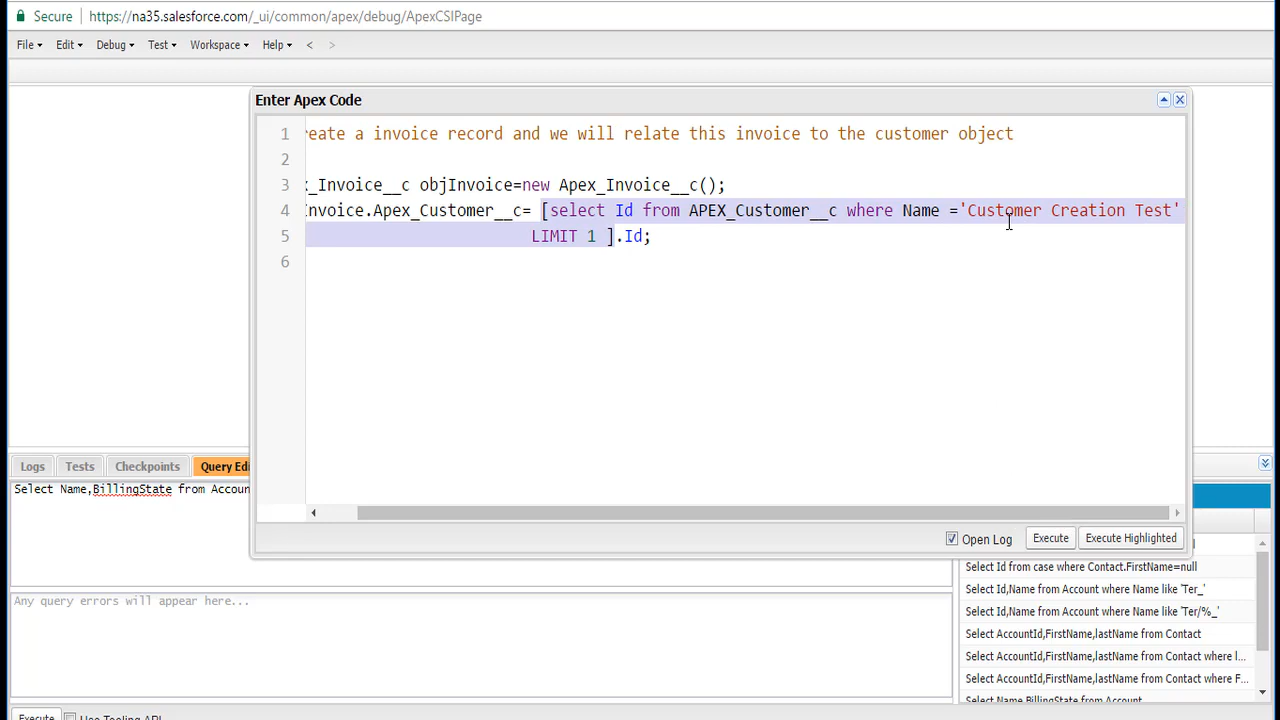 Secure https://na35.salesforce.com/_ui/common/apex/debug/ApexCSIPage
File Edit Debug Test Workspace Help < >
Enter Apex Code
1 reate a invoice record and we will relate this invoice to the customer object
2
3 x_Invoice__c objInvoice=new Apex_Invoice__c();
4 Invoice.Apex_Customer__c= [select Id from APEX_Customer__c where Name ='Customer Creation Test'
5 LIMIT 1 ].Id;
6
Logs Tests Checkpoints Query Edi
Select Name,BillingState from Accoun
Open Log Execute Execute Highlighted
Select Id from case where Contact.FirstName=null
Select Id,Name from Account where Name like 'Ter_'
Any query errors will appear here...
Select Id,Name from Account where Name like 'Ter/%_'
Select AccountId,FirstName,lastName from Contact
Select AccountId,FirstName,lastName from Contact where l...
Select AccountId,FirstName,lastName from Contact where F...
Select Name,BillingState from Account
Execute Use Tooling API